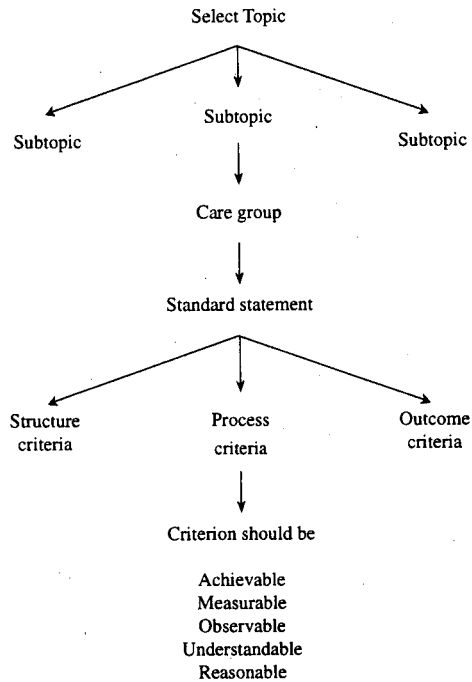 Select Topic
Subtopic
Subtopic
Subtopic
Care group
Standard statement
Structure
criteria
Process
criteria
Outcome
criteria
Criterion should be
Achievable
Measurable
Observable
Understandable
Reasonable